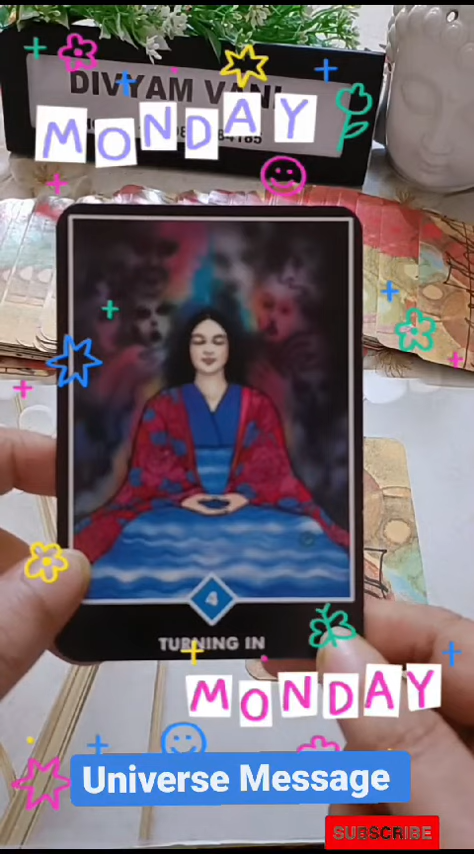 DIVYAM VANI
MONDAY
4
TURNING IN
MONDAY
Universe Message
SUBSCRIBE